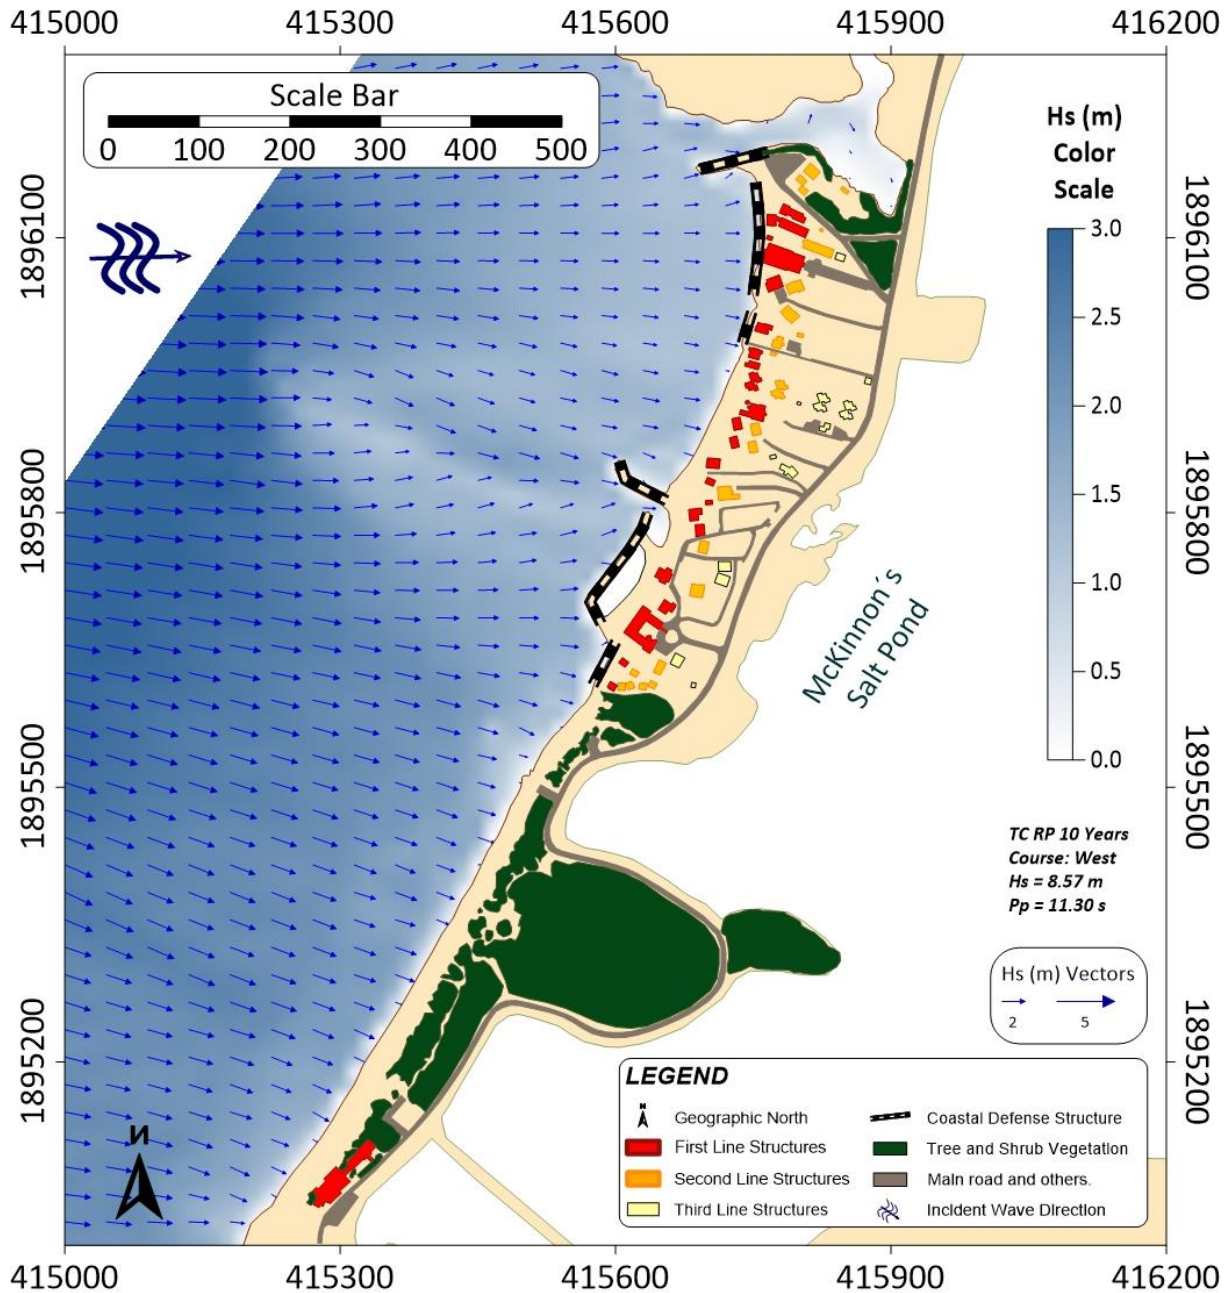 415000 415300 415600 415900 416200
Scale Bar
0 100 200 300 400 500
Hs (m)
Color
Scale
3.0
2.5
2.0
1.5
1.0
0.5
0.0
1896100
1895800
1895500
1895200
1896100
1895800
1895500
1895200
McKinnon´s
Salt Pond
TC RP 10 Years
Course: West
Hs = 8.57 m
Pp = 11.30 s
Hs (m) Vectors
2 5
LEGEND
N
Geographic North
First Line Structures
Second Line Structures
Third Line Structures
Coastal Defense Structure
Tree and Shrub Vegetation
Main road and others.
Incident Wave Direction
N
415000 415300 415600 415900 416200